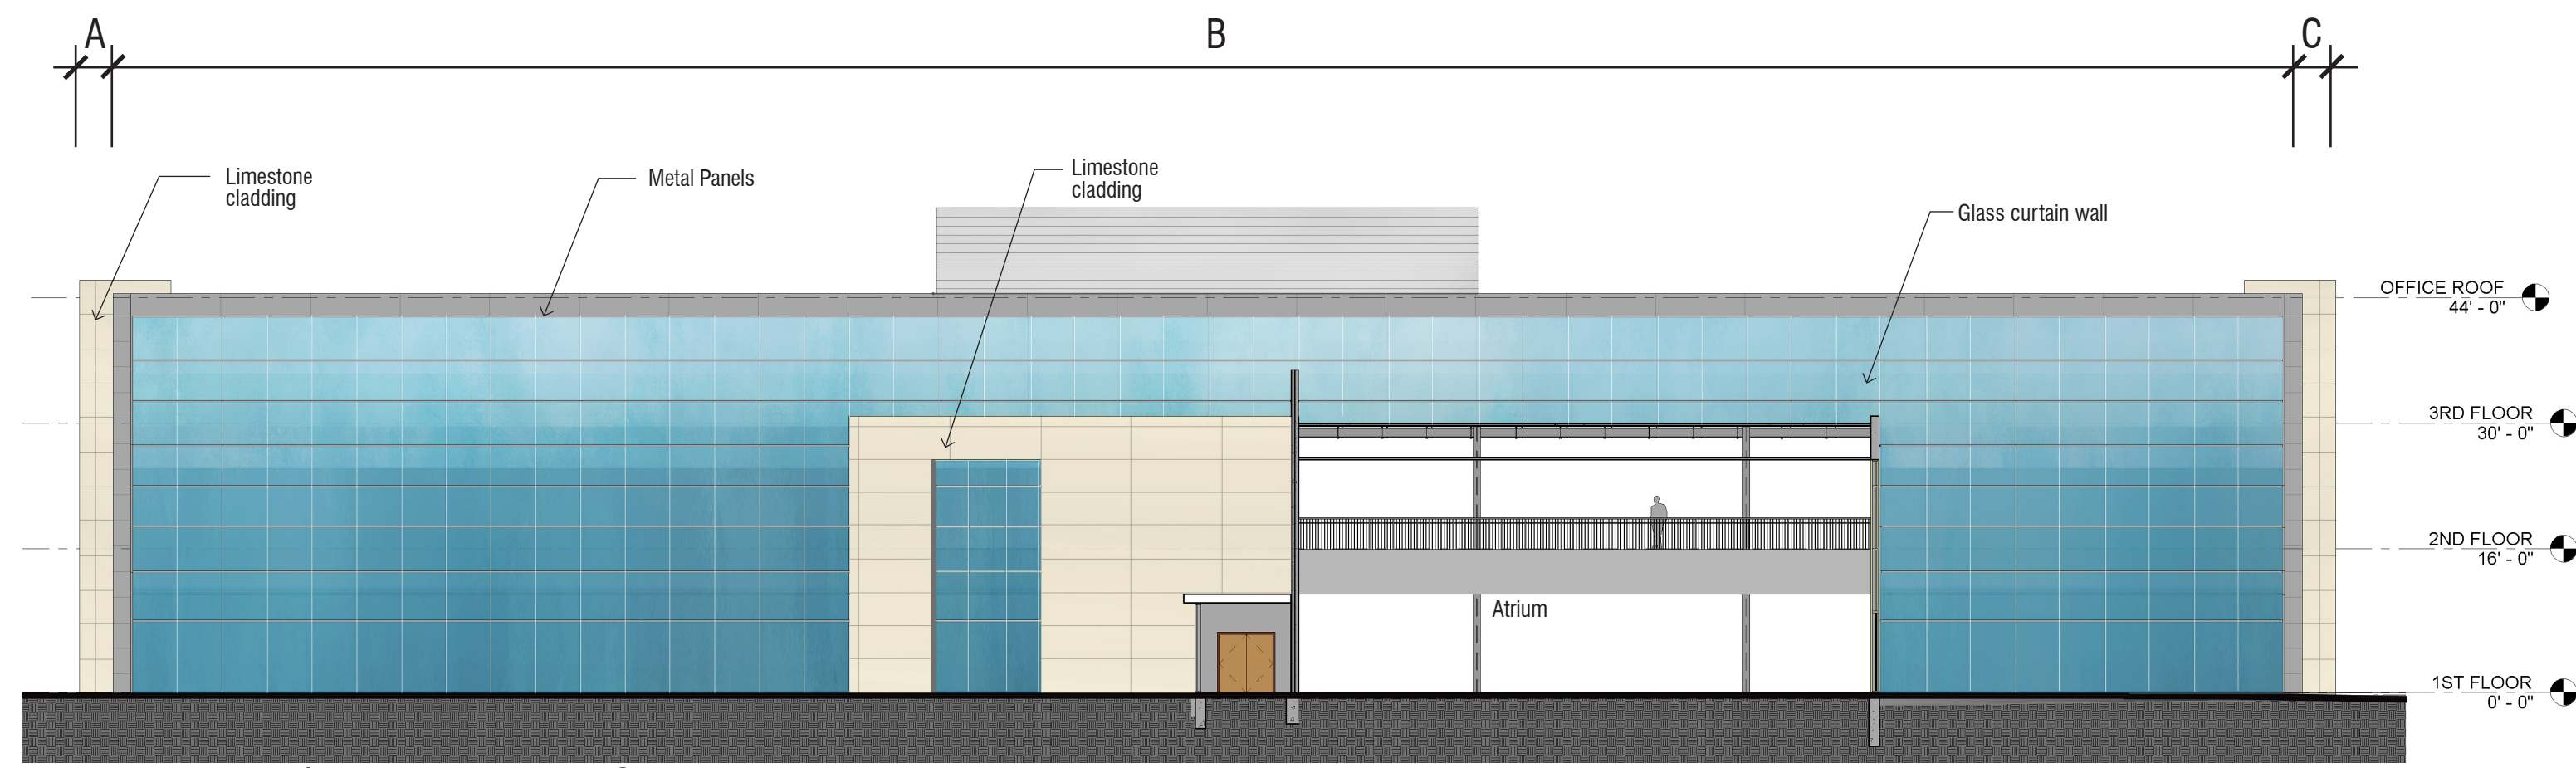 A
B
C
Limestone
cladding
Metal Panels
Limestone
cladding
Glass curtain wall
OFFICE ROOF
44' - 0"
3RD FLOOR
30' - 0"
2ND FLOOR
16' - 0"
Atrium
1ST FLOOR
0' - 0"